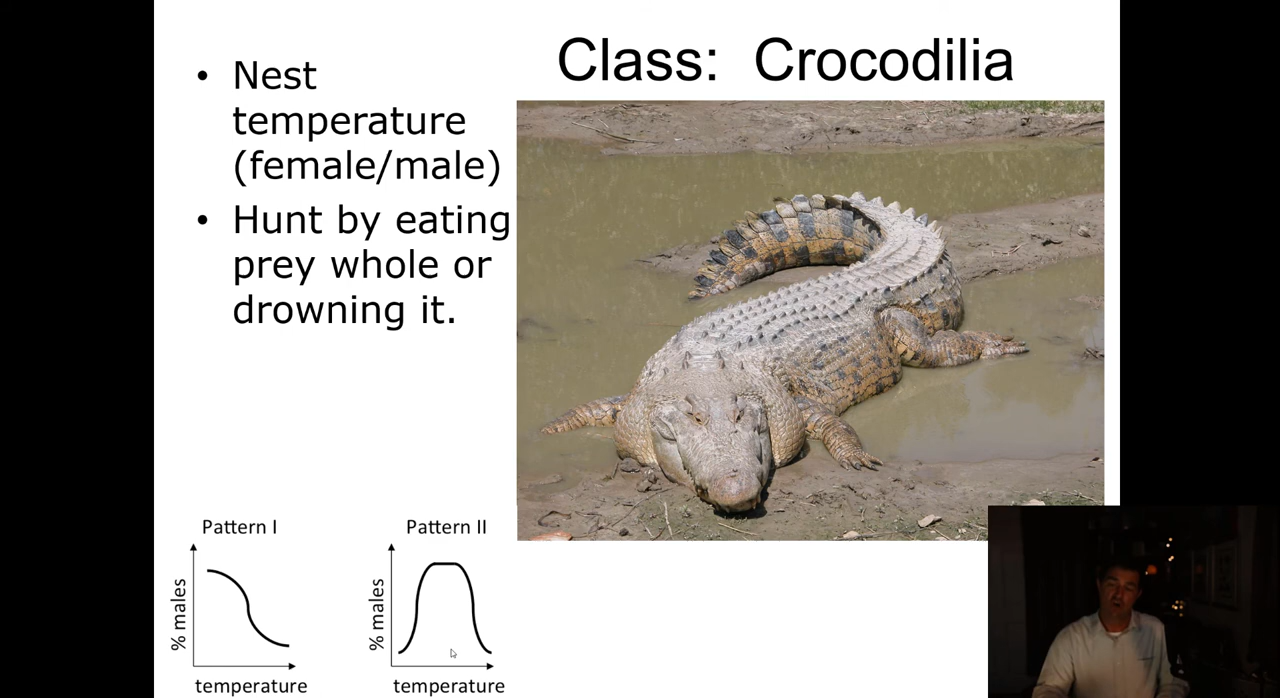 Class: Crocodilia
• Nest
temperature
(female/male)
• Hunt by eating
prey whole or
drowning it.
Pattern I
% males
temperature
Pattern II
% males
temperature